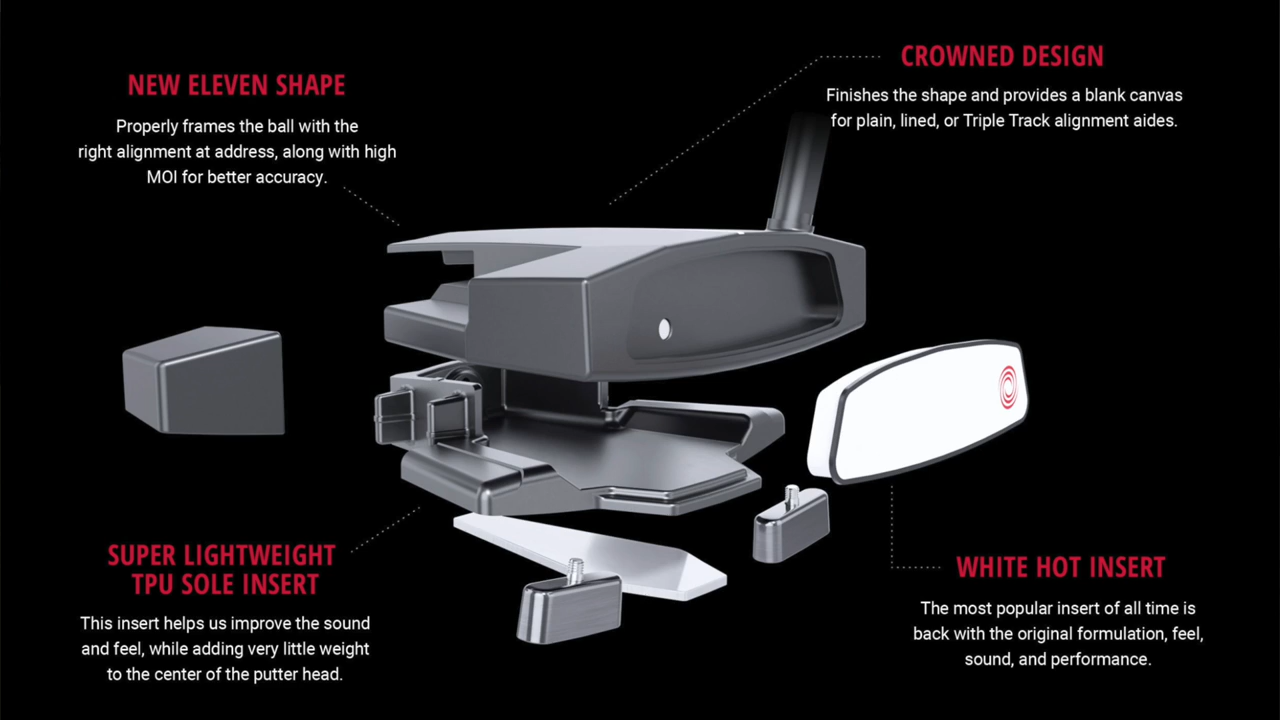 NEW ELEVEN SHAPE
Properly frames the ball with the
right alignment at address, along with high
MOI for better accuracy.
CROWNED DESIGN
Finishes the shape and provides a blank canvas
for plain, lined, or Triple Track alignment aides.
SUPER LIGHTWEIGHT
TPU SOLE INSERT
This insert helps us improve the sound
and feel, while adding very little weight
to the center of the putter head.
WHITE HOT INSERT
The most popular insert of all time is
back with the original formulation, feel,
sound, and performance.